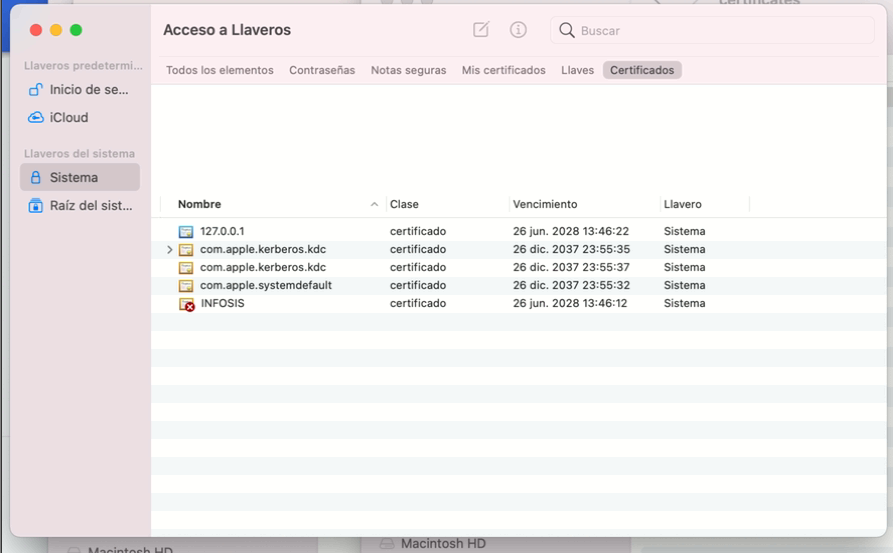 certificates
Acceso a Llaveros
Buscar
Todos los elementos Contraseñas Notas seguras Mis certificados Llaves Certificados
Llaveros predetermi...
Inicio de se...
iCloud
Llaveros del sistema
Sistema
Raíz del sist...
Nombre Clase Vencimiento Llavero
127.0.0.1 certificado 26 jun. 2028 13:46:22 Sistema
com.apple.kerberos.kdc certificado 26 dic. 2037 23:55:35 Sistema
com.apple.kerberos.kdc certificado 26 dic. 2037 23:55:37 Sistema
com.apple.systemdefault certificado 26 dic. 2037 23:55:32 Sistema
INFOSIS certificado 26 jun. 2028 13:46:12 Sistema
Macintosh HD
Macintosh HD